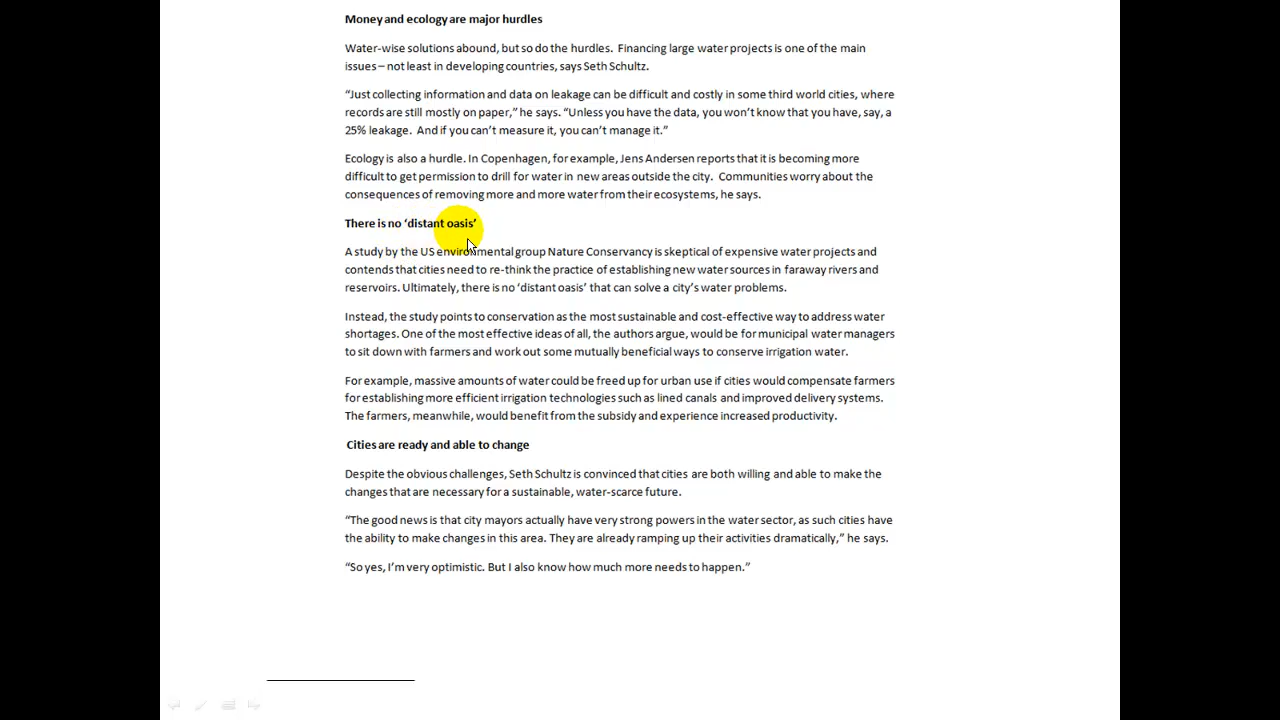 Money and ecology are major hurdles
Water-wise solutions abound, but so do the hurdles.  Financing large water projects is one of the main
issues – not least in developing countries, says Seth Schultz.
“Just collecting information and data on leakage can be difficult and costly in some third world cities, where
records are still mostly on paper,” he says. “Unless you have the data, you won’t know that you have, say, a
25% leakage.  And if you can’t measure it, you can’t manage it.”
Ecology is also a hurdle. In Copenhagen, for example, Jens Andersen reports that it is becoming more
difficult to get permission to drill for water in new areas outside the city.  Communities worry about the
consequences of removing more and more water from their ecosystems, he says.
There is no ‘distant oasis’
A study by the US environmental group Nature Conservancy is skeptical of expensive water projects and
contends that cities need to re-think the practice of establishing new water sources in faraway rivers and
reservoirs. Ultimately, there is no ‘distant oasis’ that can solve a city’s water problems.
Instead, the study points to conservation as the most sustainable and cost-effective way to address water
shortages. One of the most effective ideas of all, the authors argue, would be for municipal water managers
to sit down with farmers and work out some mutually beneficial ways to conserve irrigation water.
For example, massive amounts of water could be freed up for urban use if cities would compensate farmers
for establishing more efficient irrigation technologies such as lined canals and improved delivery systems.
The farmers, meanwhile, would benefit from the subsidy and experience increased productivity.
Cities are ready and able to change
Despite the obvious challenges, Seth Schultz is convinced that cities are both willing and able to make the
changes that are necessary for a sustainable, water-scarce future.
“The good news is that city mayors actually have very strong powers in the water sector, as such cities have
the ability to make changes in this area. They are already ramping up their activities dramatically,” he says.
“So yes, I’m very optimistic. But I also know how much more needs to happen.”